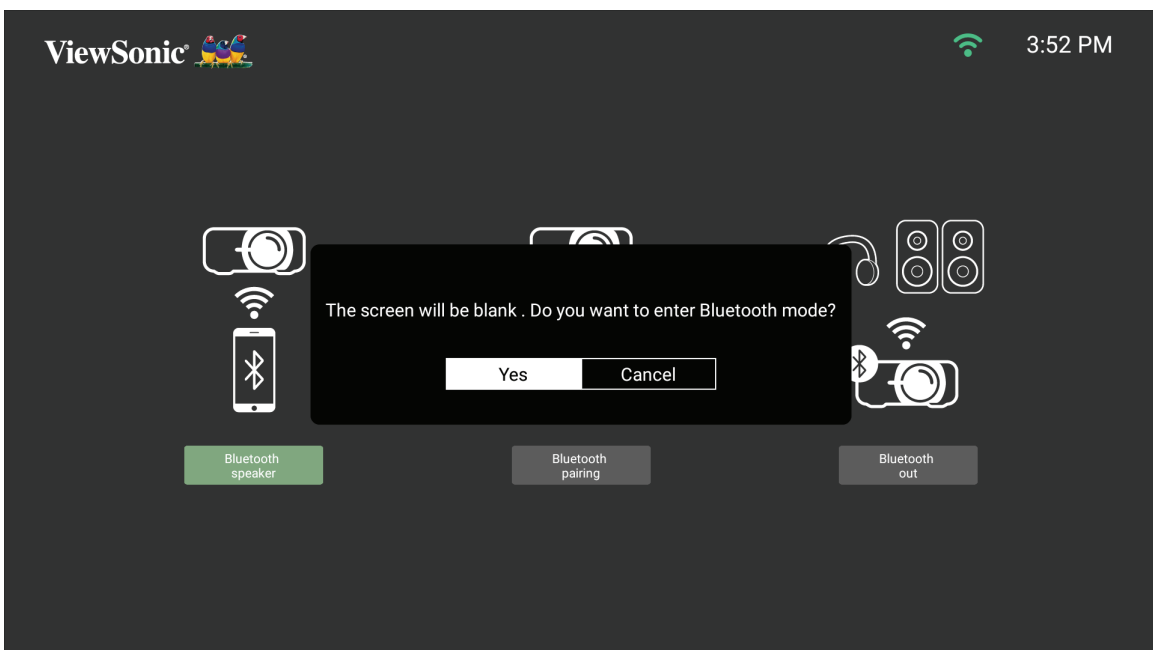 ViewSonic®
3:52 PM
The screen will be blank . Do you want to enter Bluetooth mode?
Yes
Cancel
Bluetooth
speaker
Bluetooth
pairing
Bluetooth
out